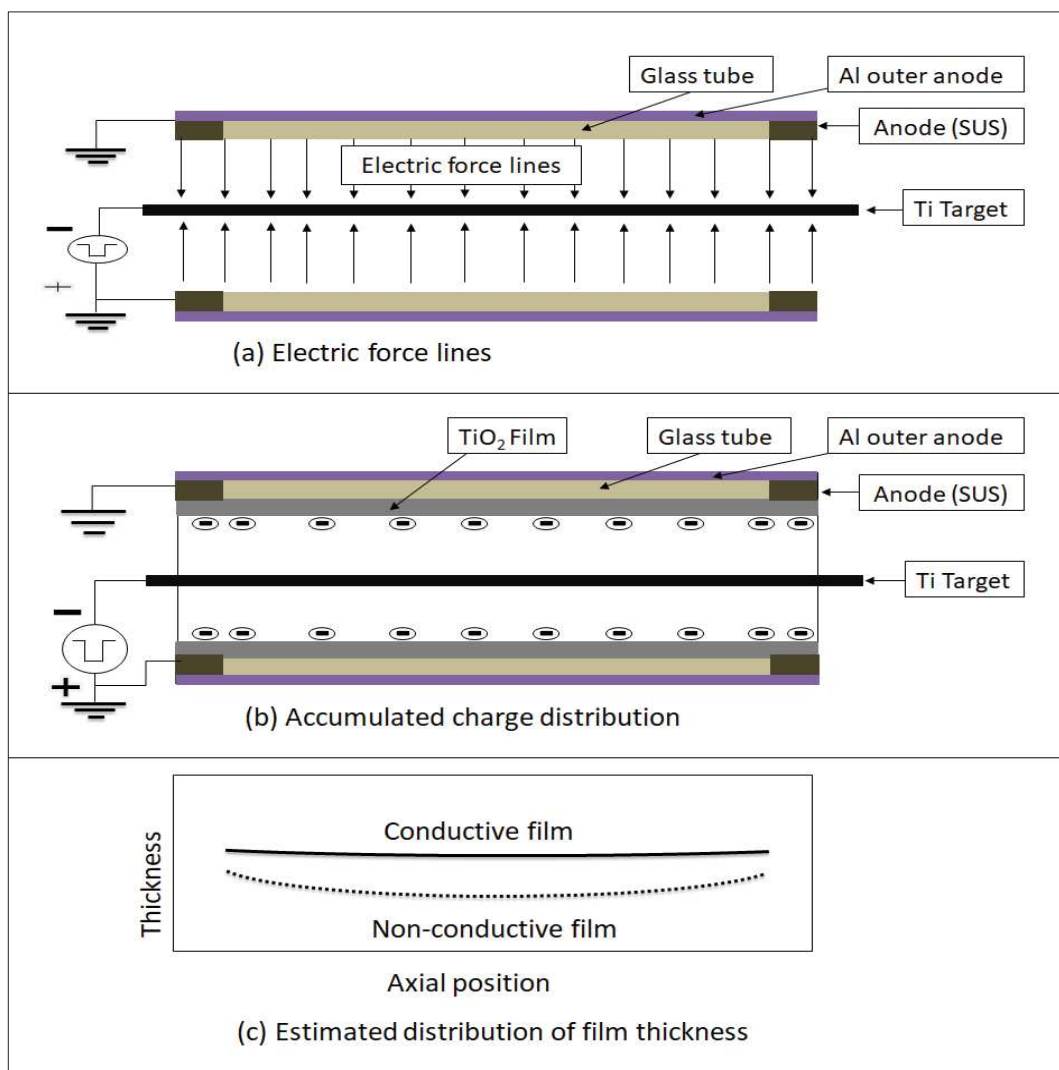 Glass tube
Al outer anode
Anode (SUS)
Electric force lines
Ti Target
−
+
(a) Electric force lines
TiO₂ Film
Glass tube
Al outer anode
Anode (SUS)
Ti Target
−
+
(b) Accumulated charge distribution
Thickness
Conductive film
Non-conductive film
Axial position
(c) Estimated distribution of film thickness